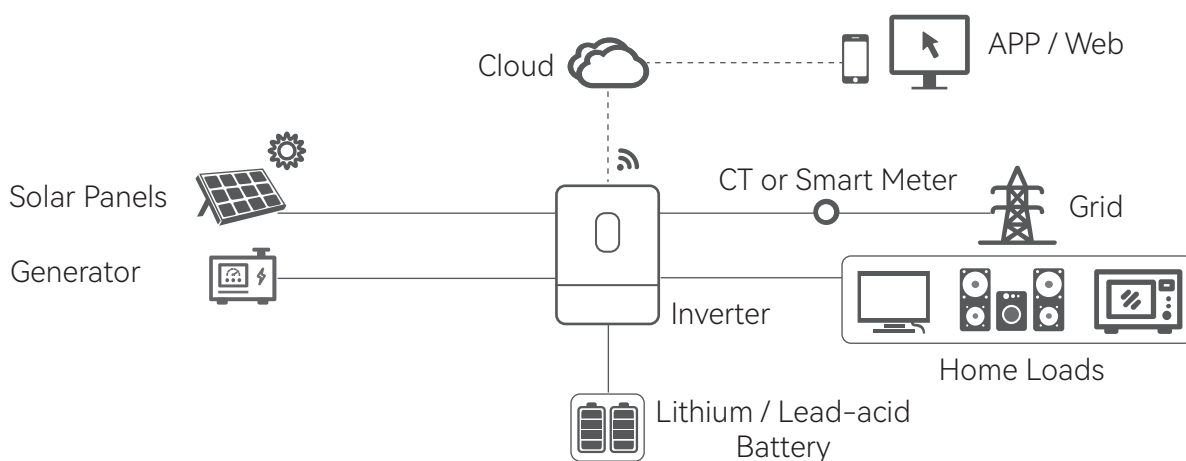 Cloud
APP / Web
Solar Panels
CT or Smart Meter
Grid
Generator
Inverter
Home Loads
Lithium / Lead-acid
Battery